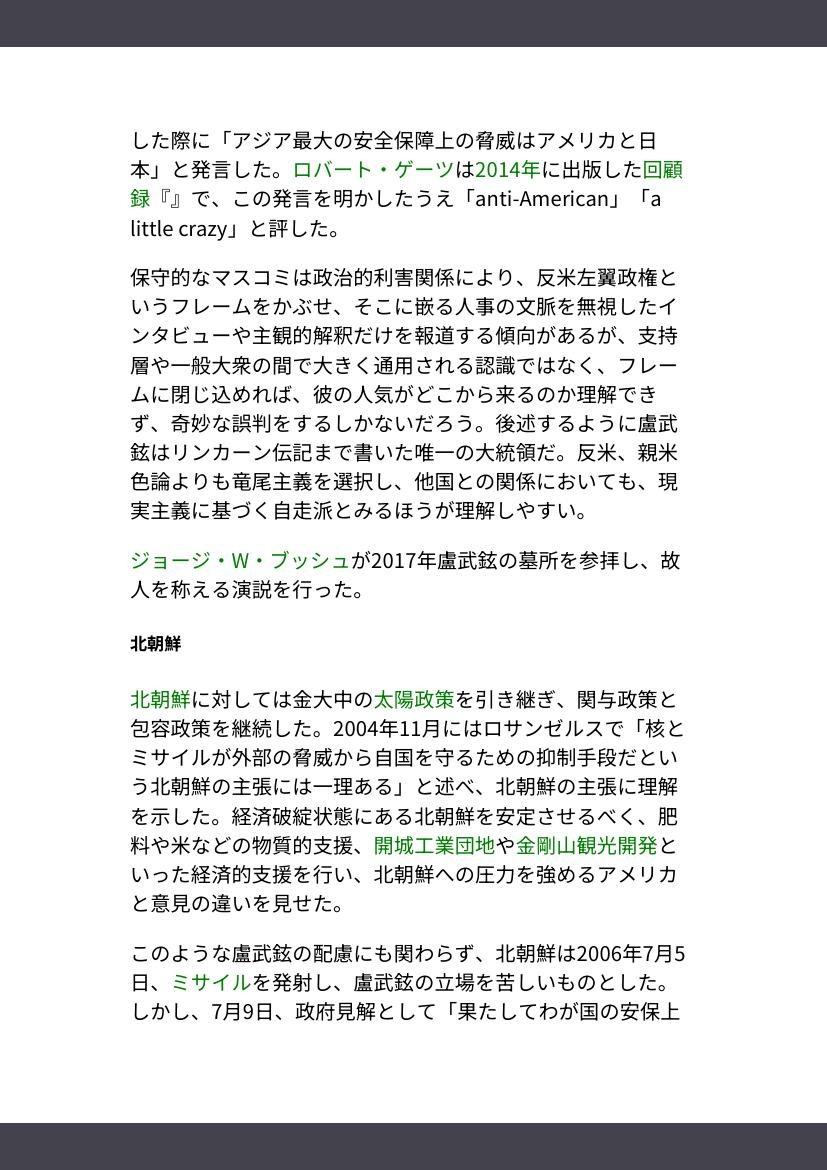 した際に「アジア最大の安全保障上の脅威はアメリカと日
本」と発言した。ロバート・ゲーツは2014年に出版した回顧
録『』で、この発言を明かしたうえ「anti-American」「a
little crazy」と評した。
保守的なマスコミは政治的利害関係により、反米左翼政権と
いうフレームをかぶせ、そこに嵌る人事の文脈を無視したイ
ンタビューや主観的解釈だけを報道する傾向があるが、支持
層や一般大衆の間で大きく通用される認識ではなく、フレー
ムに閉じ込めれば、彼の人気がどこから来るのか理解でき
ず、奇妙な誤判をするしかないだろう。後述するように盧武
鉉はリンカーン伝記まで書いた唯一の大統領だ。反米、親米
色論よりも竜尾主義を選択し、他国との関係においても、現
実主義に基づく自走派とみるほうが理解しやすい。
ジョージ・W・ブッシュが2017年盧武鉉の墓所を参拝し、故
人を称える演説を行った。
北朝鮮
北朝鮮に対しては金大中の太陽政策を引き継ぎ、関与政策と
包容政策を継続した。2004年11月にはロサンゼルスで「核と
ミサイルが外部の脅威から自国を守るための抑制手段だとい
う北朝鮮の主張には一理ある」と述べ、北朝鮮の主張に理解
を示した。経済破綻状態にある北朝鮮を安定させるべく、肥
料や米などの物質的支援、開城工業団地や金剛山観光開発と
いった経済的支援を行い、北朝鮮への圧力を強めるアメリカ
と意見の違いを見せた。
このような盧武鉉の配慮にも関わらず、北朝鮮は2006年7月5
日、ミサイルを発射し、盧武鉉の立場を苦しいものとした。
しかし、7月9日、政府見解として「果たしてわが国の安保上